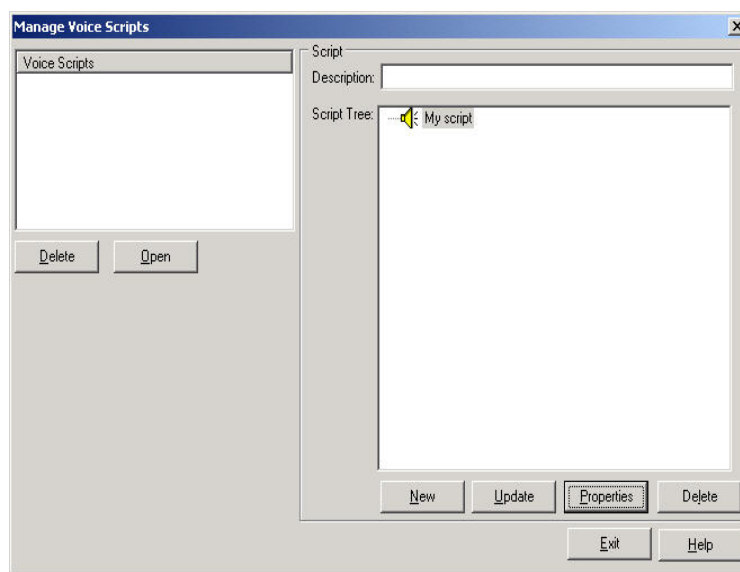 Manage Voice Scripts
Voice Scripts
Delete
Open
Script
Description:
Script Tree:
My script
New
Update
Properties
Delete
Exit
Help